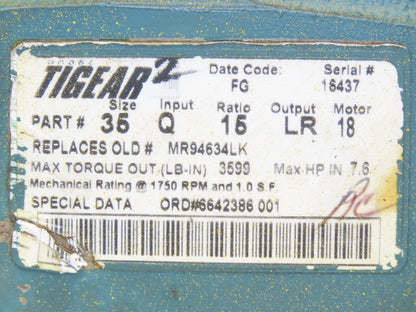 TIGEAR 2 Date Code: Serial #
FG 16437
Size Input Ratio Output Motor
PART # 35 Q 15 LR 18
REPLACES OLD # MR94634LK
MAX TORQUE OUT (LB-IN) 3599 Max HP IN 7.6
Mechanical Rating @ 1750 RPM and 1.0 S.F.
SPECIAL DATA ORD#6642386 001